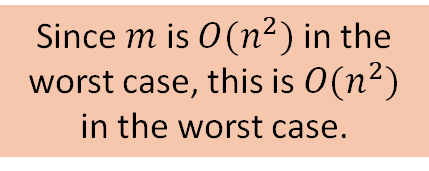 Since m is O(n²) in the
worst case, this is O(n²)
in the worst case.